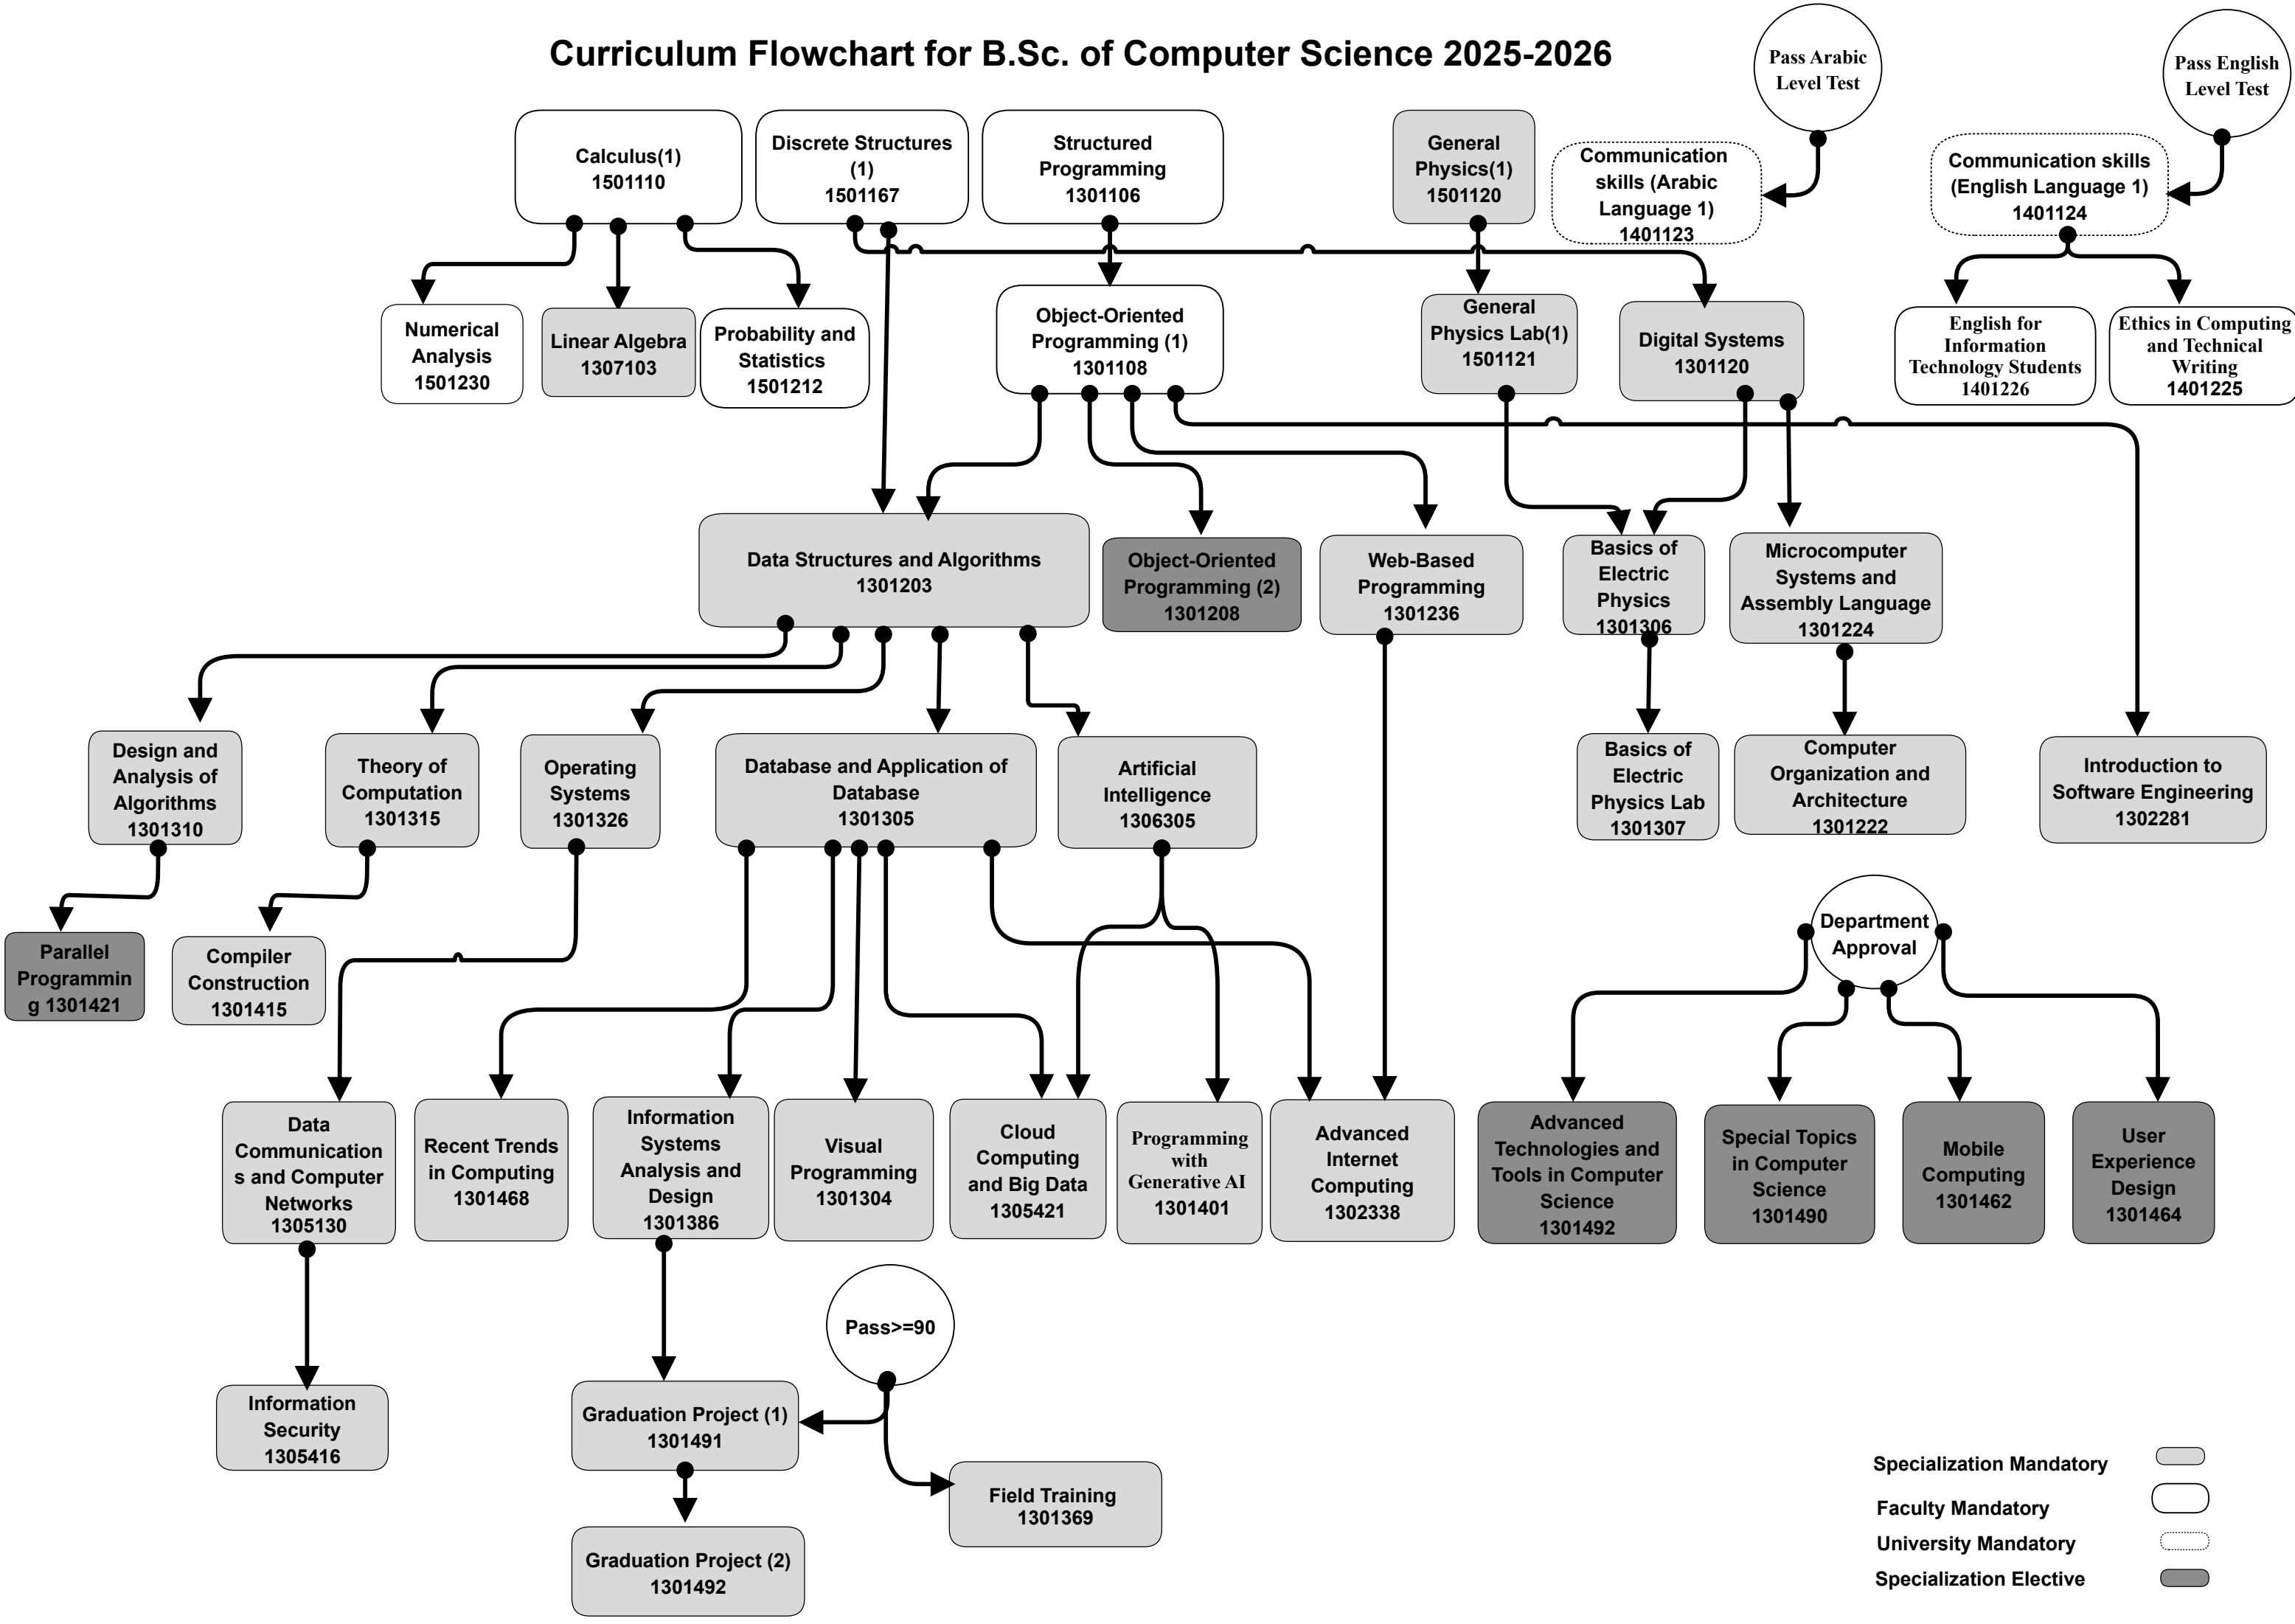 Curriculum Flowchart for B.Sc. of Computer Science 2025-2026
Pass Arabic
Level Test
Pass English
Level Test
Calculus(1)
1501110
Discrete Structures
(1)
1501167
Structured
Programming
1301106
General
Physics(1)
1501120
Communication
skills (Arabic
Language 1)
1401123
Communication skills
(English Language 1)
1401124
Numerical
Analysis
1501230
Linear Algebra
1307103
Probability and
Statistics
1501212
Object-Oriented
Programming (1)
1301108
General
Physics Lab(1)
1501121
Digital Systems
1301120
English for
Information
Technology Students
1401226
Ethics in Computing
and Technical
Writing
1401225
Data Structures and Algorithms
1301203
Object-Oriented
Programming (2)
1301208
Web-Based
Programming
1301236
Basics of
Electric
Physics
1301306
Microcomputer
Systems and
Assembly Language
1301224
Design and
Analysis of
Algorithms
1301310
Theory of
Computation
1301315
Operating
Systems
1301326
Database and Application of
Database
1301305
Artificial
Intelligence
1306305
Basics of
Electric
Physics Lab
1301307
Computer
Organization and
Architecture
1301222
Introduction to
Software Engineering
1302281
Parallel
Programmin
g 1301421
Compiler
Construction
1301415
Department
Approval
Data
Communication
s and Computer
Networks
1305130
Recent Trends
in Computing
1301468
Information
Systems
Analysis and
Design
1301386
Visual
Programming
1301304
Cloud
Computing
and Big Data
1305421
Programming
with
Generative AI
1301401
Advanced
Internet
Computing
1302338
Advanced
Technologies and
Tools in Computer
Science
1301492
Special Topics
in Computer
Science
1301490
Mobile
Computing
1301462
User
Experience
Design
1301464
Pass>=90
Information
Security
1305416
Graduation Project (1)
1301491
Field Training
1301369
Graduation Project (2)
1301492
Specialization Mandatory
Faculty Mandatory
University Mandatory
Specialization Elective